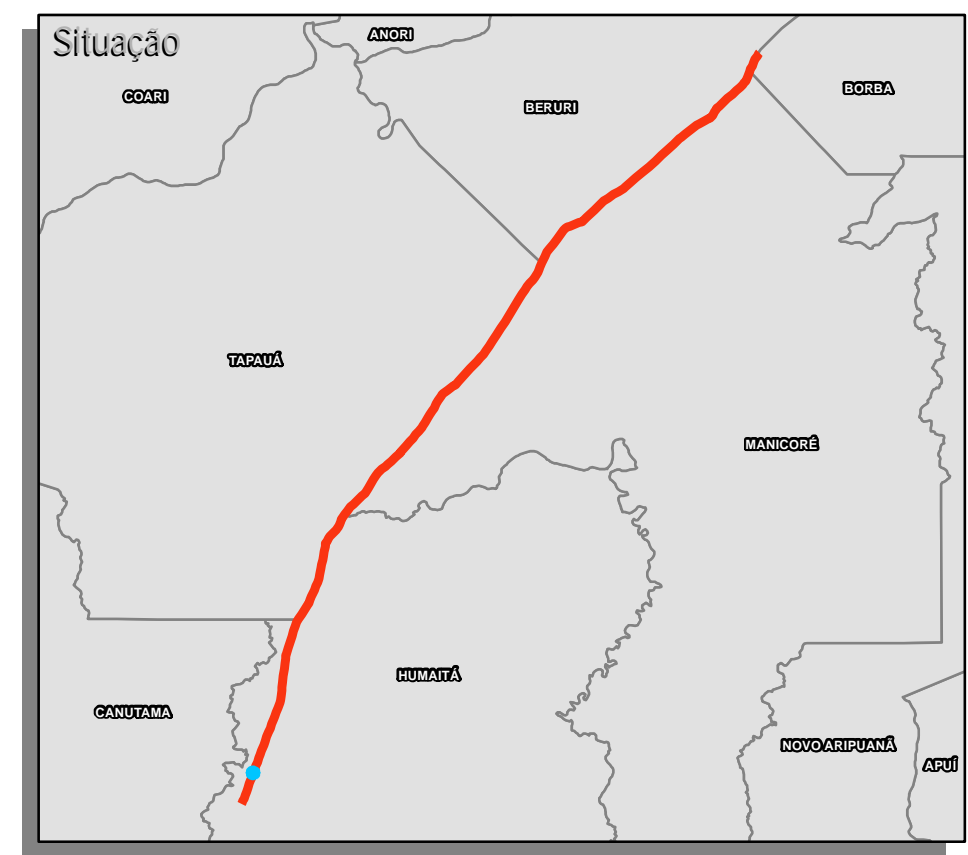 Situação
ANORI
COARI
BERURI
BORBA
TAPAUÁ
MANICORÉ
HUMAITÁ
CANUTAMA
NOVO ARIPUANÃ
APUÍ